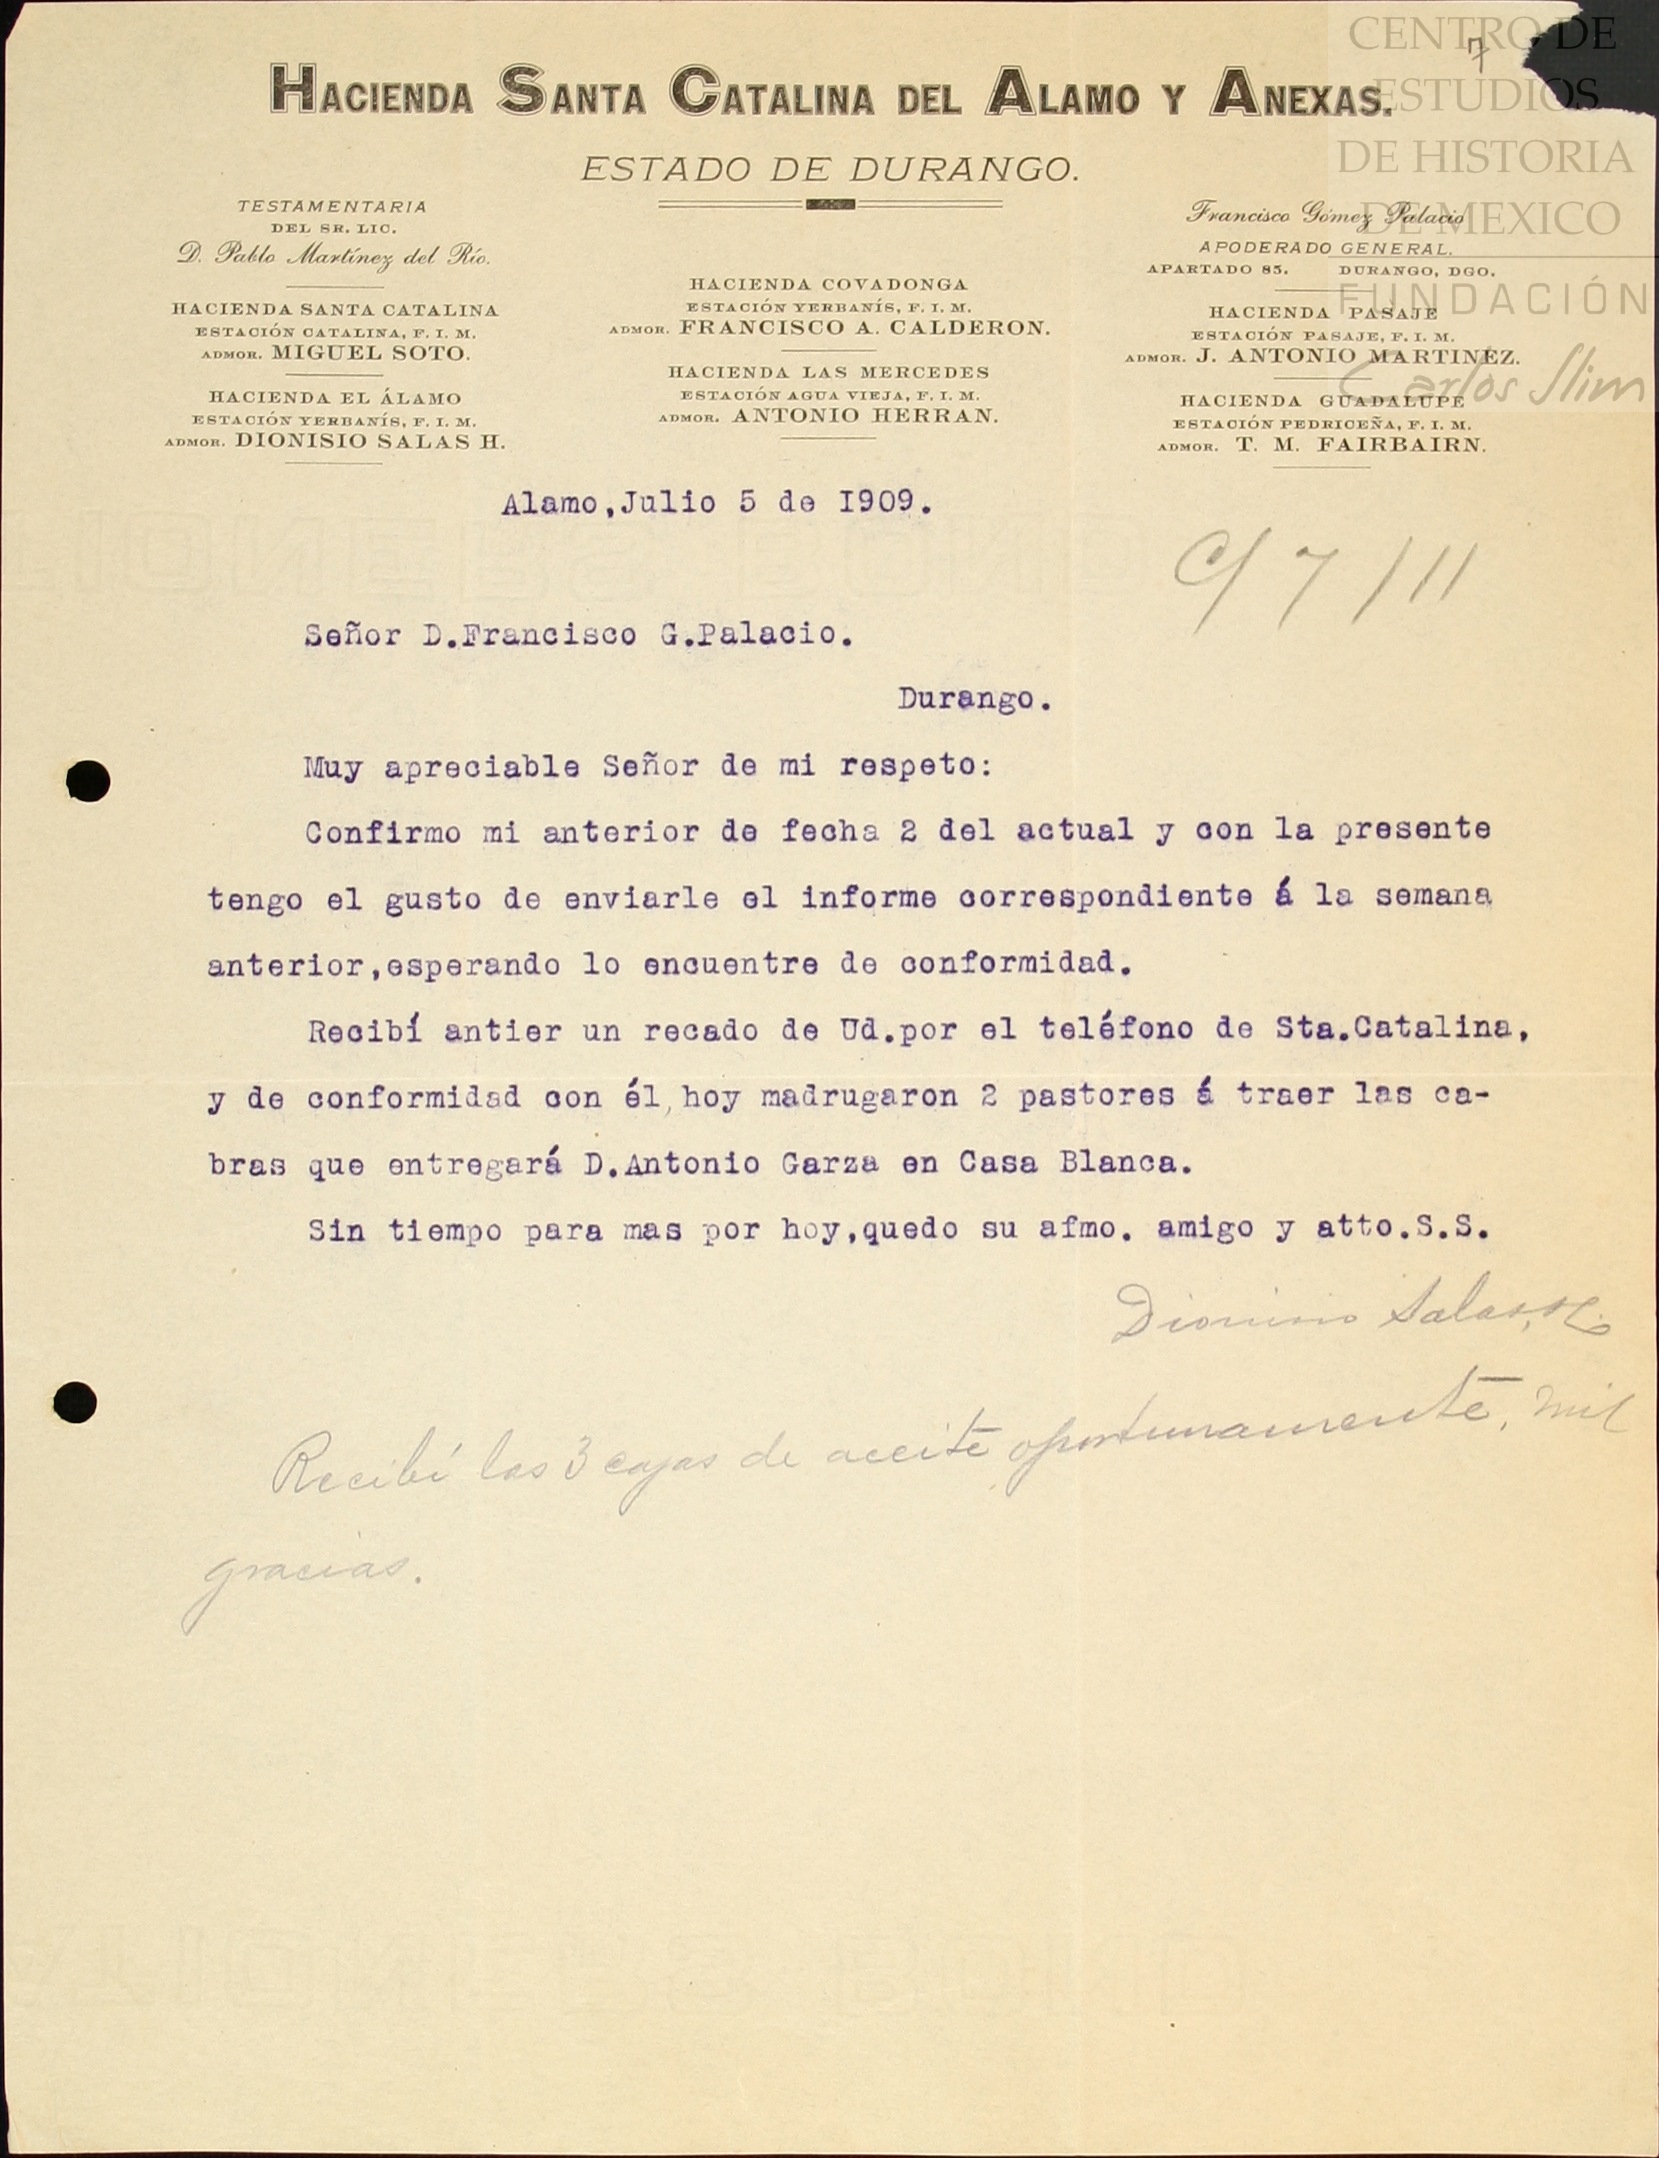 CENTRO DE
ESTUDIOS
DE HISTORIA
DE MEXICO
FUNDACIÓN
Carlos Slim
7
HACIENDA SANTA CATALINA DEL ALAMO Y ANEXAS.
ESTADO DE DURANGO.
TESTAMENTARIA
DEL SR. LIC.
D. Pablo Martínez del Río.
HACIENDA SANTA CATALINA
ESTACIÓN CATALINA, F. I. M.
ADMOR. MIGUEL SOTO.
HACIENDA EL ÁLAMO
ESTACIÓN YERBANÍS, F. I. M.
ADMOR. DIONISIO SALAS H.
HACIENDA COVADONGA
ESTACIÓN YERBANÍS, F. I. M.
ADMOR. FRANCISCO A. CALDERON.
HACIENDA LAS MERCEDES
ESTACIÓN AGUA VIEJA, F. I. M.
ADMOR. ANTONIO HERRAN.
Francisco Gómez Palacio
APODERADO GENERAL.
APARTADO 85. DURANGO, DGO.
HACIENDA PASAJE
ESTACIÓN PASAJE, F. I. M.
ADMOR. J. ANTONIO MARTINEZ.
HACIENDA GUADALUPE
ESTACIÓN PEDRICEÑA, F. I. M.
ADMOR. T. M. FAIRBAIRN.
Alamo,Julio 5 de I909.
C/ 7 / 11
Señor D.Francisco G.Palacio.
Durango.
Muy apreciable Señor de mi respeto:
Confirmo mi anterior de fecha 2 del actual y con la presente
tengo el gusto de enviarle el informe correspondiente á la semana
anterior,esperando lo encuentre de conformidad.
Recibí antier un recado de Ud.por el teléfono de Sta.Catalina,
y de conformidad con él, hoy madrugaron 2 pastores á traer las ca-
bras que entregará D.Antonio Garza en Casa Blanca.
Sin tiempo para mas por hoy,quedo su afmo. amigo y atto.S.S.
Dionisio Salas H.
Recibí las 3 cajas de aceite oportunamente, mil
gracias.